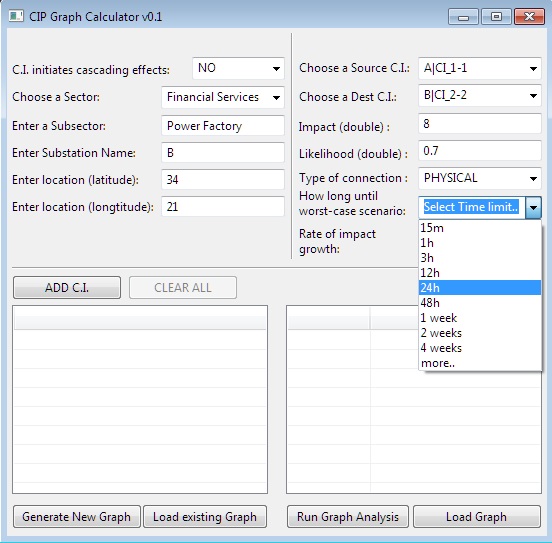 CIP Graph Calculator v0.1
C.I. initiates cascading effects: NO
Choose a Sector: Financial Services
Enter a Subsector: Power Factory
Enter Substation Name: B
Enter location (latitude): 34
Enter location (longtitude): 21
Choose a Source C.I.: A|CI_1-1
Choose a Dest C.I.: B|CI_2-2
Impact (double) : 8
Likelihood (double) : 0.7
Type of connection : PHYSICAL
How long until
worst-case scenario: Select Time limit..
Rate of impact
growth:
15m
1h
3h
12h
24h
48h
1 week
2 weeks
4 weeks
more..
ADD C.I. CLEAR ALL
Generate New Graph Load existing Graph Run Graph Analysis Load Graph